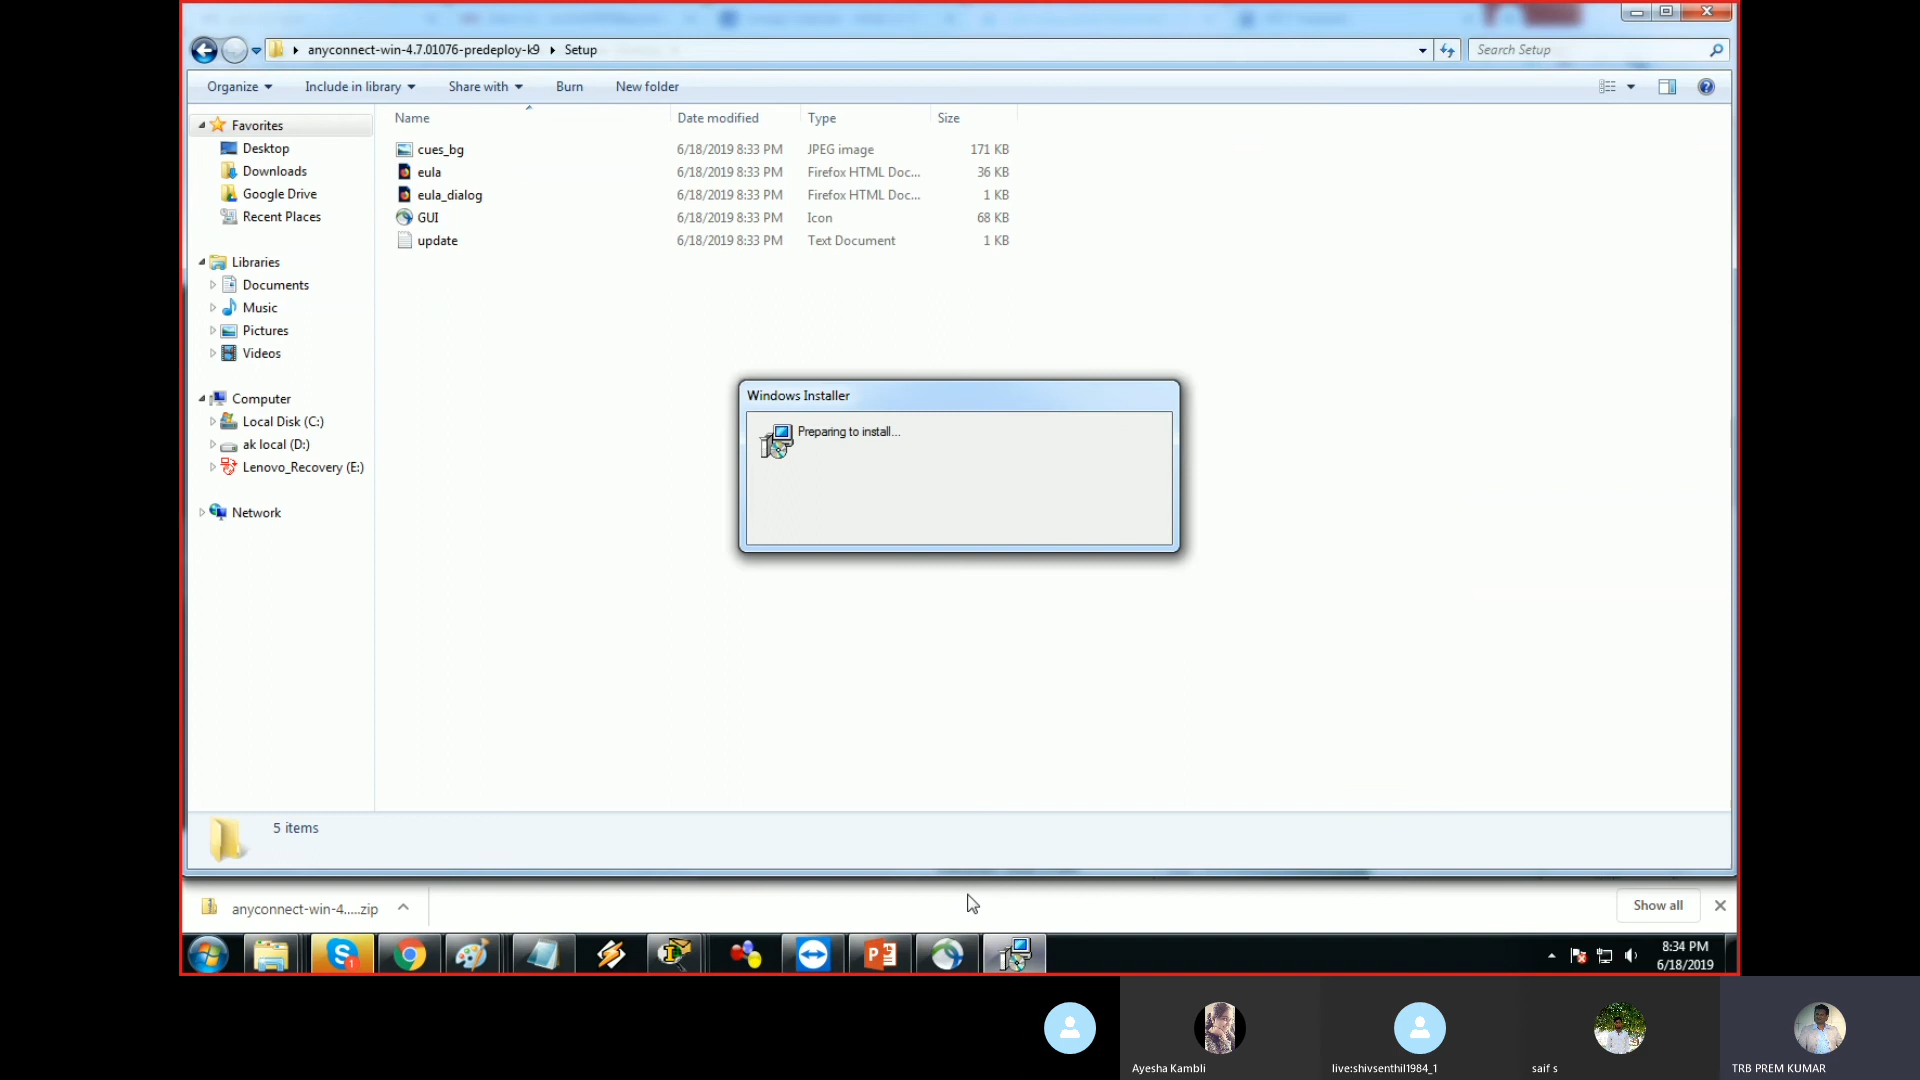 anyconnect-win-4.7.01076-predeploy-k9 Setup
Search Setup
Organize Include in library Share with Burn New folder
Name Date modified Type Size
Favorites
Desktop
Downloads
Google Drive
Recent Places
Libraries
Documents
Music
Pictures
Videos
Computer
Local Disk (C:)
ak local (D:)
Lenovo_Recovery (E:)
Network
cues_bg 6/18/2019 8:33 PM JPEG image 171 KB
eula 6/18/2019 8:33 PM Firefox HTML Doc... 36 KB
eula_dialog 6/18/2019 8:33 PM Firefox HTML Doc... 1 KB
GUI 6/18/2019 8:33 PM Icon 68 KB
update 6/18/2019 8:33 PM Text Document 1 KB
Windows Installer
Preparing to install...
5 items
anyconnect-win-4.....zip
Show all
8:34 PM
6/18/2019
Ayesha Kambli
live:shivsenthil1984_1
saif s
TRB PREM KUMAR